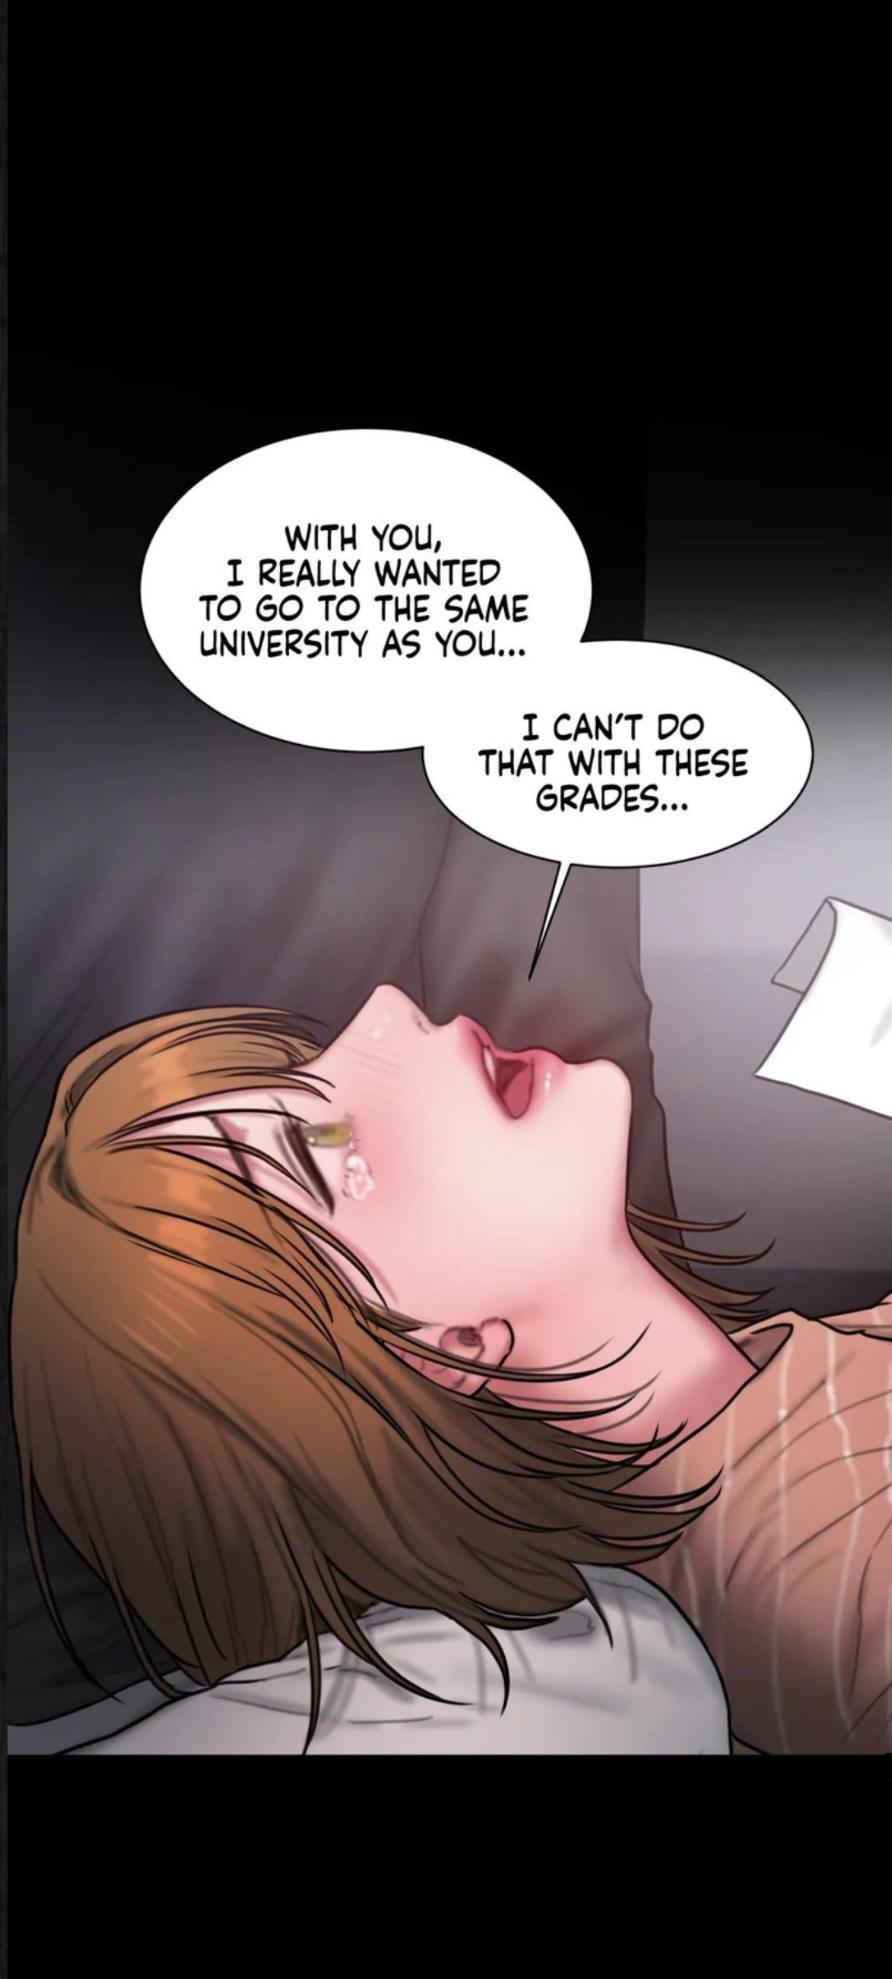 WITH YOU,
I REALLY WANTED
TO GO TO THE SAME
UNIVERSITY AS YOU...
I CAN'T DO
THAT WITH THESE
GRADES...